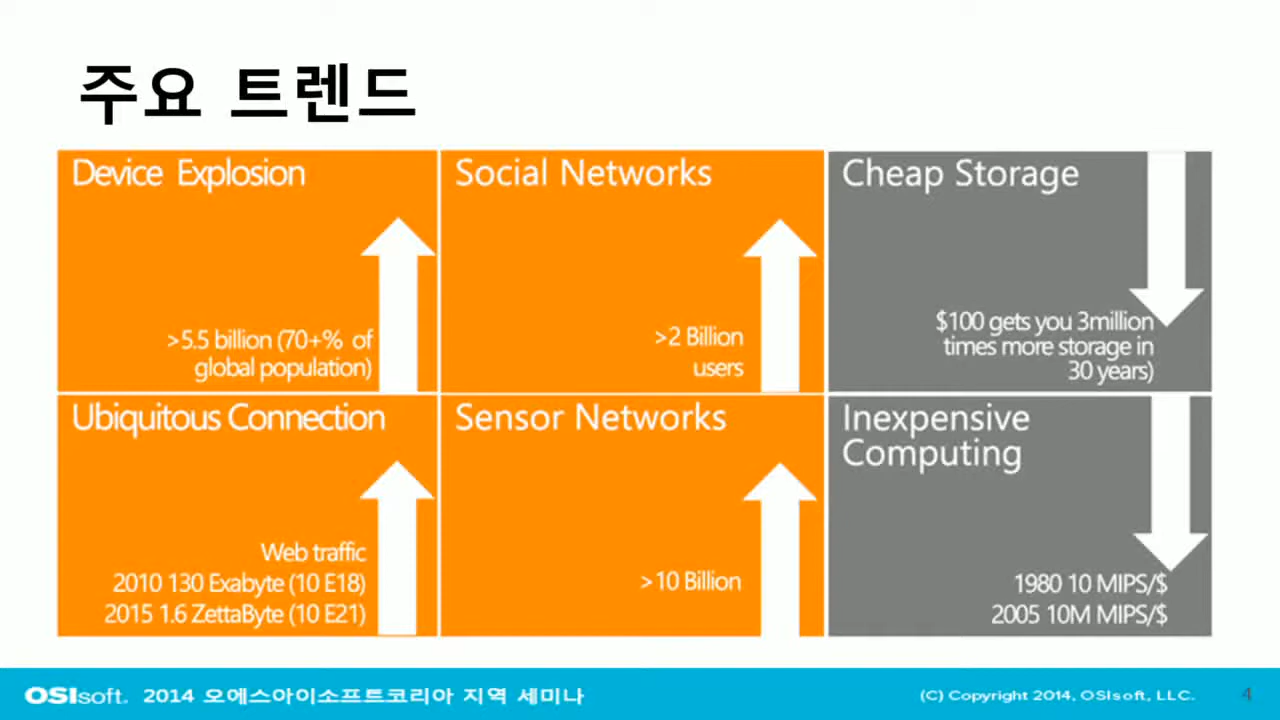 주요 트렌드
Device Explosion
>5.5 billion (70+% of
global population)
Social Networks
>2 Billion
users
Cheap Storage
$100 gets you 3million
times more storage in
30 years)
Ubiquitous Connection
Web traffic
2010 130 Exabyte (10 E18)
2015 1.6 ZettaByte (10 E21)
Sensor Networks
>10 Billion
Inexpensive
Computing
1980 10 MIPS/$
2005 10M MIPS/$
OSIsoft. 2014 오에스아이소프트코리아 지역 세미나
(C) Copyright 2014, OSIsoft, LLC.
4